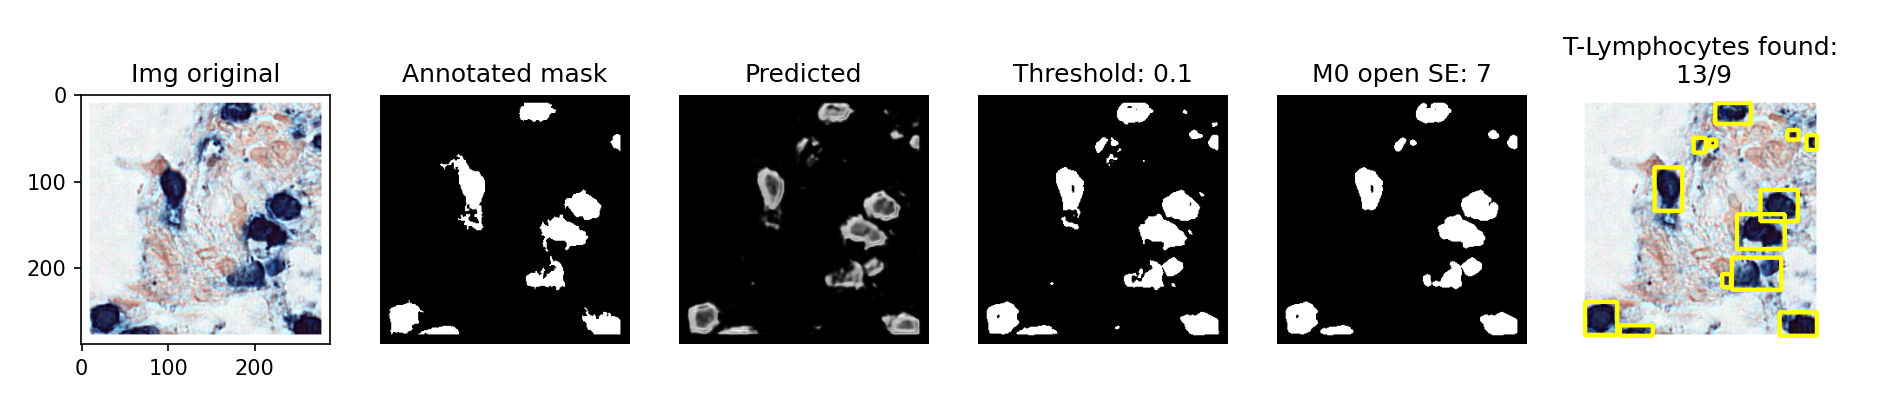 Img original
Annotated mask
Predicted
Threshold: 0.1
M0 open SE: 7
T-Lymphocytes found:
13/9
0
100
200
0
100
200